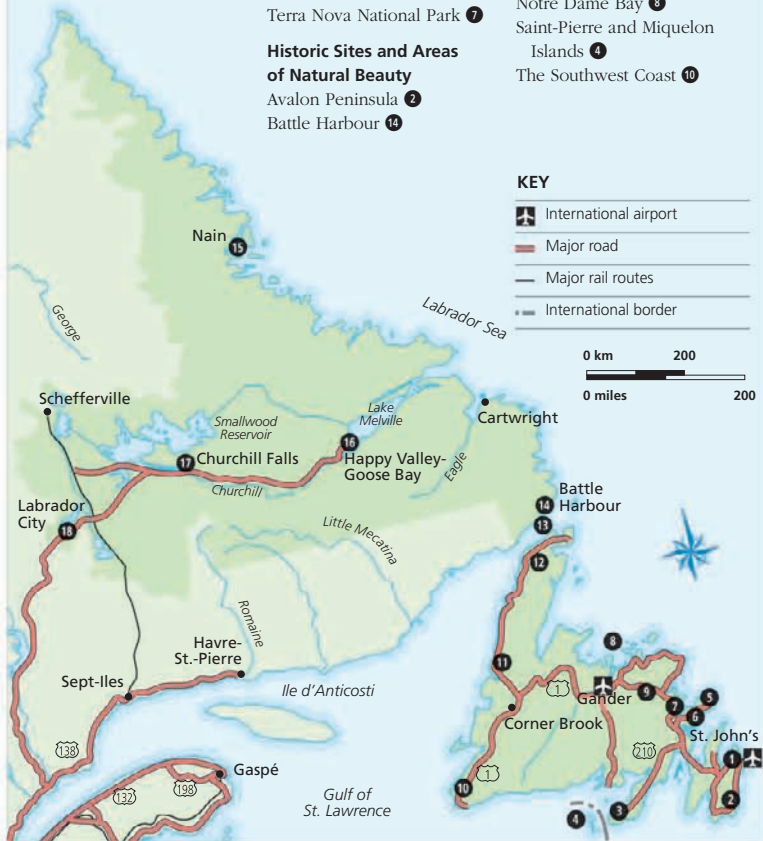 Terra Nova National Park 7
Historic Sites and Areas
of Natural Beauty
Avalon Peninsula 2
Battle Harbour 14
Notre Dame Bay 8
Saint-Pierre and Miquelon
Islands 4
The Southwest Coast 10
KEY
International airport
Major road
Major rail routes
International border
0 km 200
0 miles 200
Nain
15
George
Labrador Sea
Schefferville
Smallwood
Reservoir
Lake
Melville
Cartwright
16
17 Churchill Falls
Happy Valley-
Goose Bay
Eagle
Churchill
Labrador
City
18
Battle
Harbour
14
13
Little Mecatina
12
Romaine
Havre-
St.-Pierre
8
11
Sept-Iles
Ile d'Anticosti
1
Gander
9
5
7
6
Corner Brook
St. John's
138
210
1
Gaspé
1
198
132
10
Gulf of
St. Lawrence
2
3
4